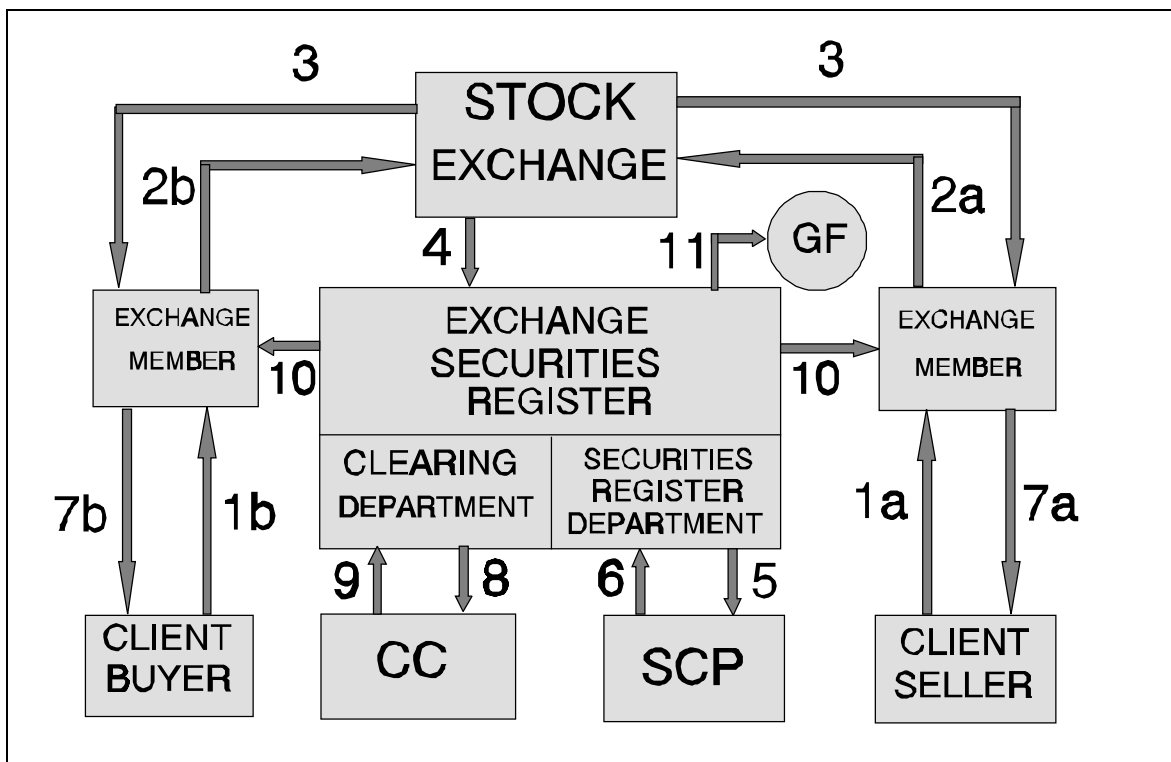 3
3
STOCK
EXCHANGE
2b
2a
4
11
GF
EXCHANGE
MEMBER
EXCHANGE
SECURITIES
REGISTER
EXCHANGE
MEMBER
10
10
CLEARING
DEPARTMENT
SECURITIES
REGISTER
DEPARTMENT
7b
1b
1a
7a
9
8
6
5
CLIENT
BUYER
CC
SCP
CLIENT
SELLER